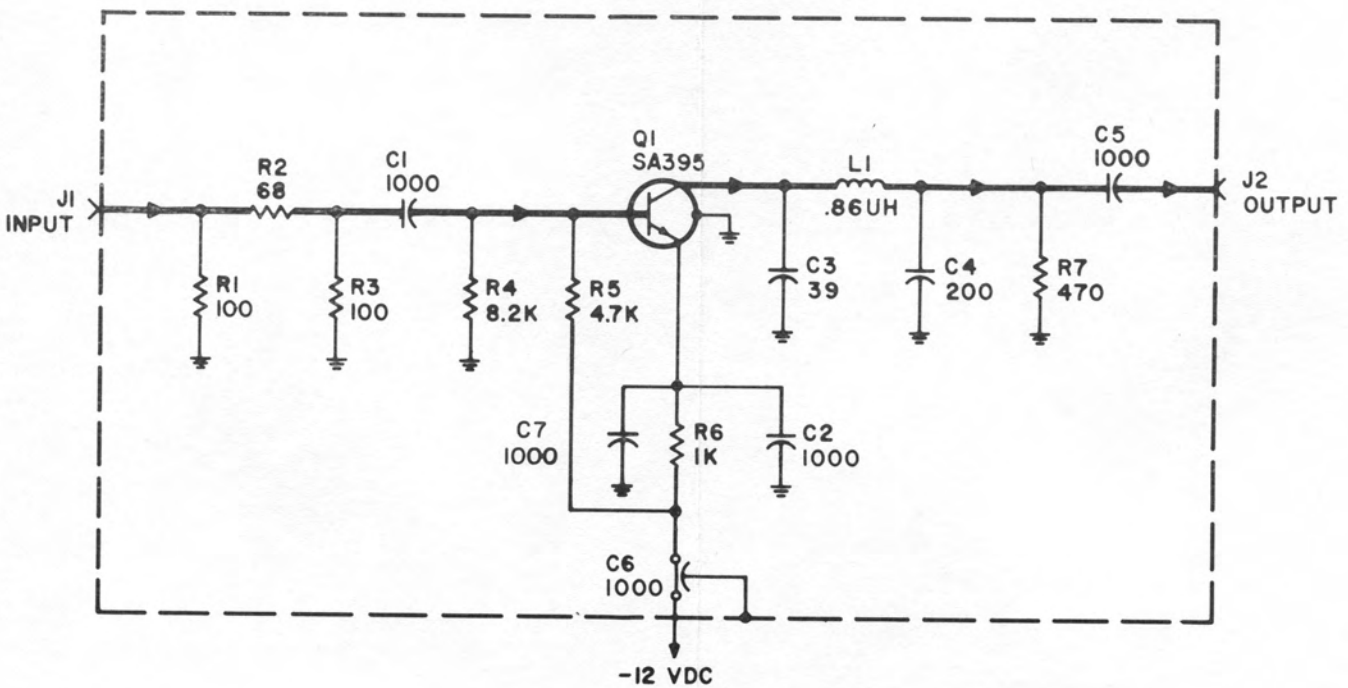 Q1
SA395
C5
1000
R2
68
C1
1000
L1
.86UH
J1
INPUT
J2
OUTPUT
R1
100
R3
100
R4
8.2K
R5
4.7K
C3
39
C4
200
R7
470
C7
1000
R6
1K
C2
1000
C6
1000
-12 VDC